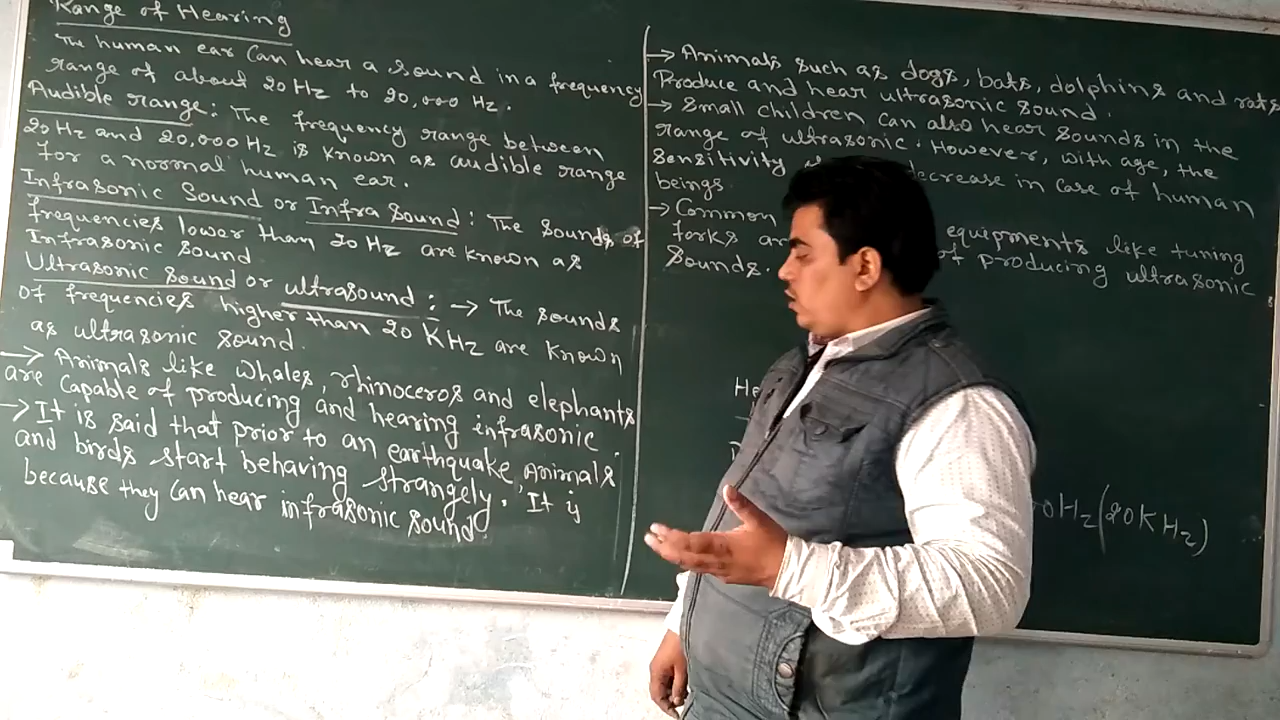 Range of Hearing
The human ear can hear a sound in a frequency
range of about 20 Hz to 20,000 Hz.
Audible range: The frequency range between
20 Hz and 20,000 Hz is known as audible range
for a normal human ear.
Infrasonic Sound or Infra Sound: The sounds of
frequencies lower than 20 Hz are known as
Infrasonic sound
Ultrasonic sound or ultrasound: → The sounds
of frequencies higher than 20 KHz are known
as ultrasonic sound.
→ Animals like whales, rhinoceros and elephants
are capable of producing and hearing infrasonic
→ It is said that prior to an earthquake, animals
and birds start behaving strangely. It is
because they can hear infrasonic sound.
→ Animals such as dogs, bats, dolphins and rats
Produce and hear ultrasonic sound.
→ Small children can also hear sounds in the
range of ultrasonic. However, with age, the
sensitivity decrease in case of human
beings.
→ Common equipments like tuning
forks of producing ultrasonic
sounds.
0Hz (20KHz)